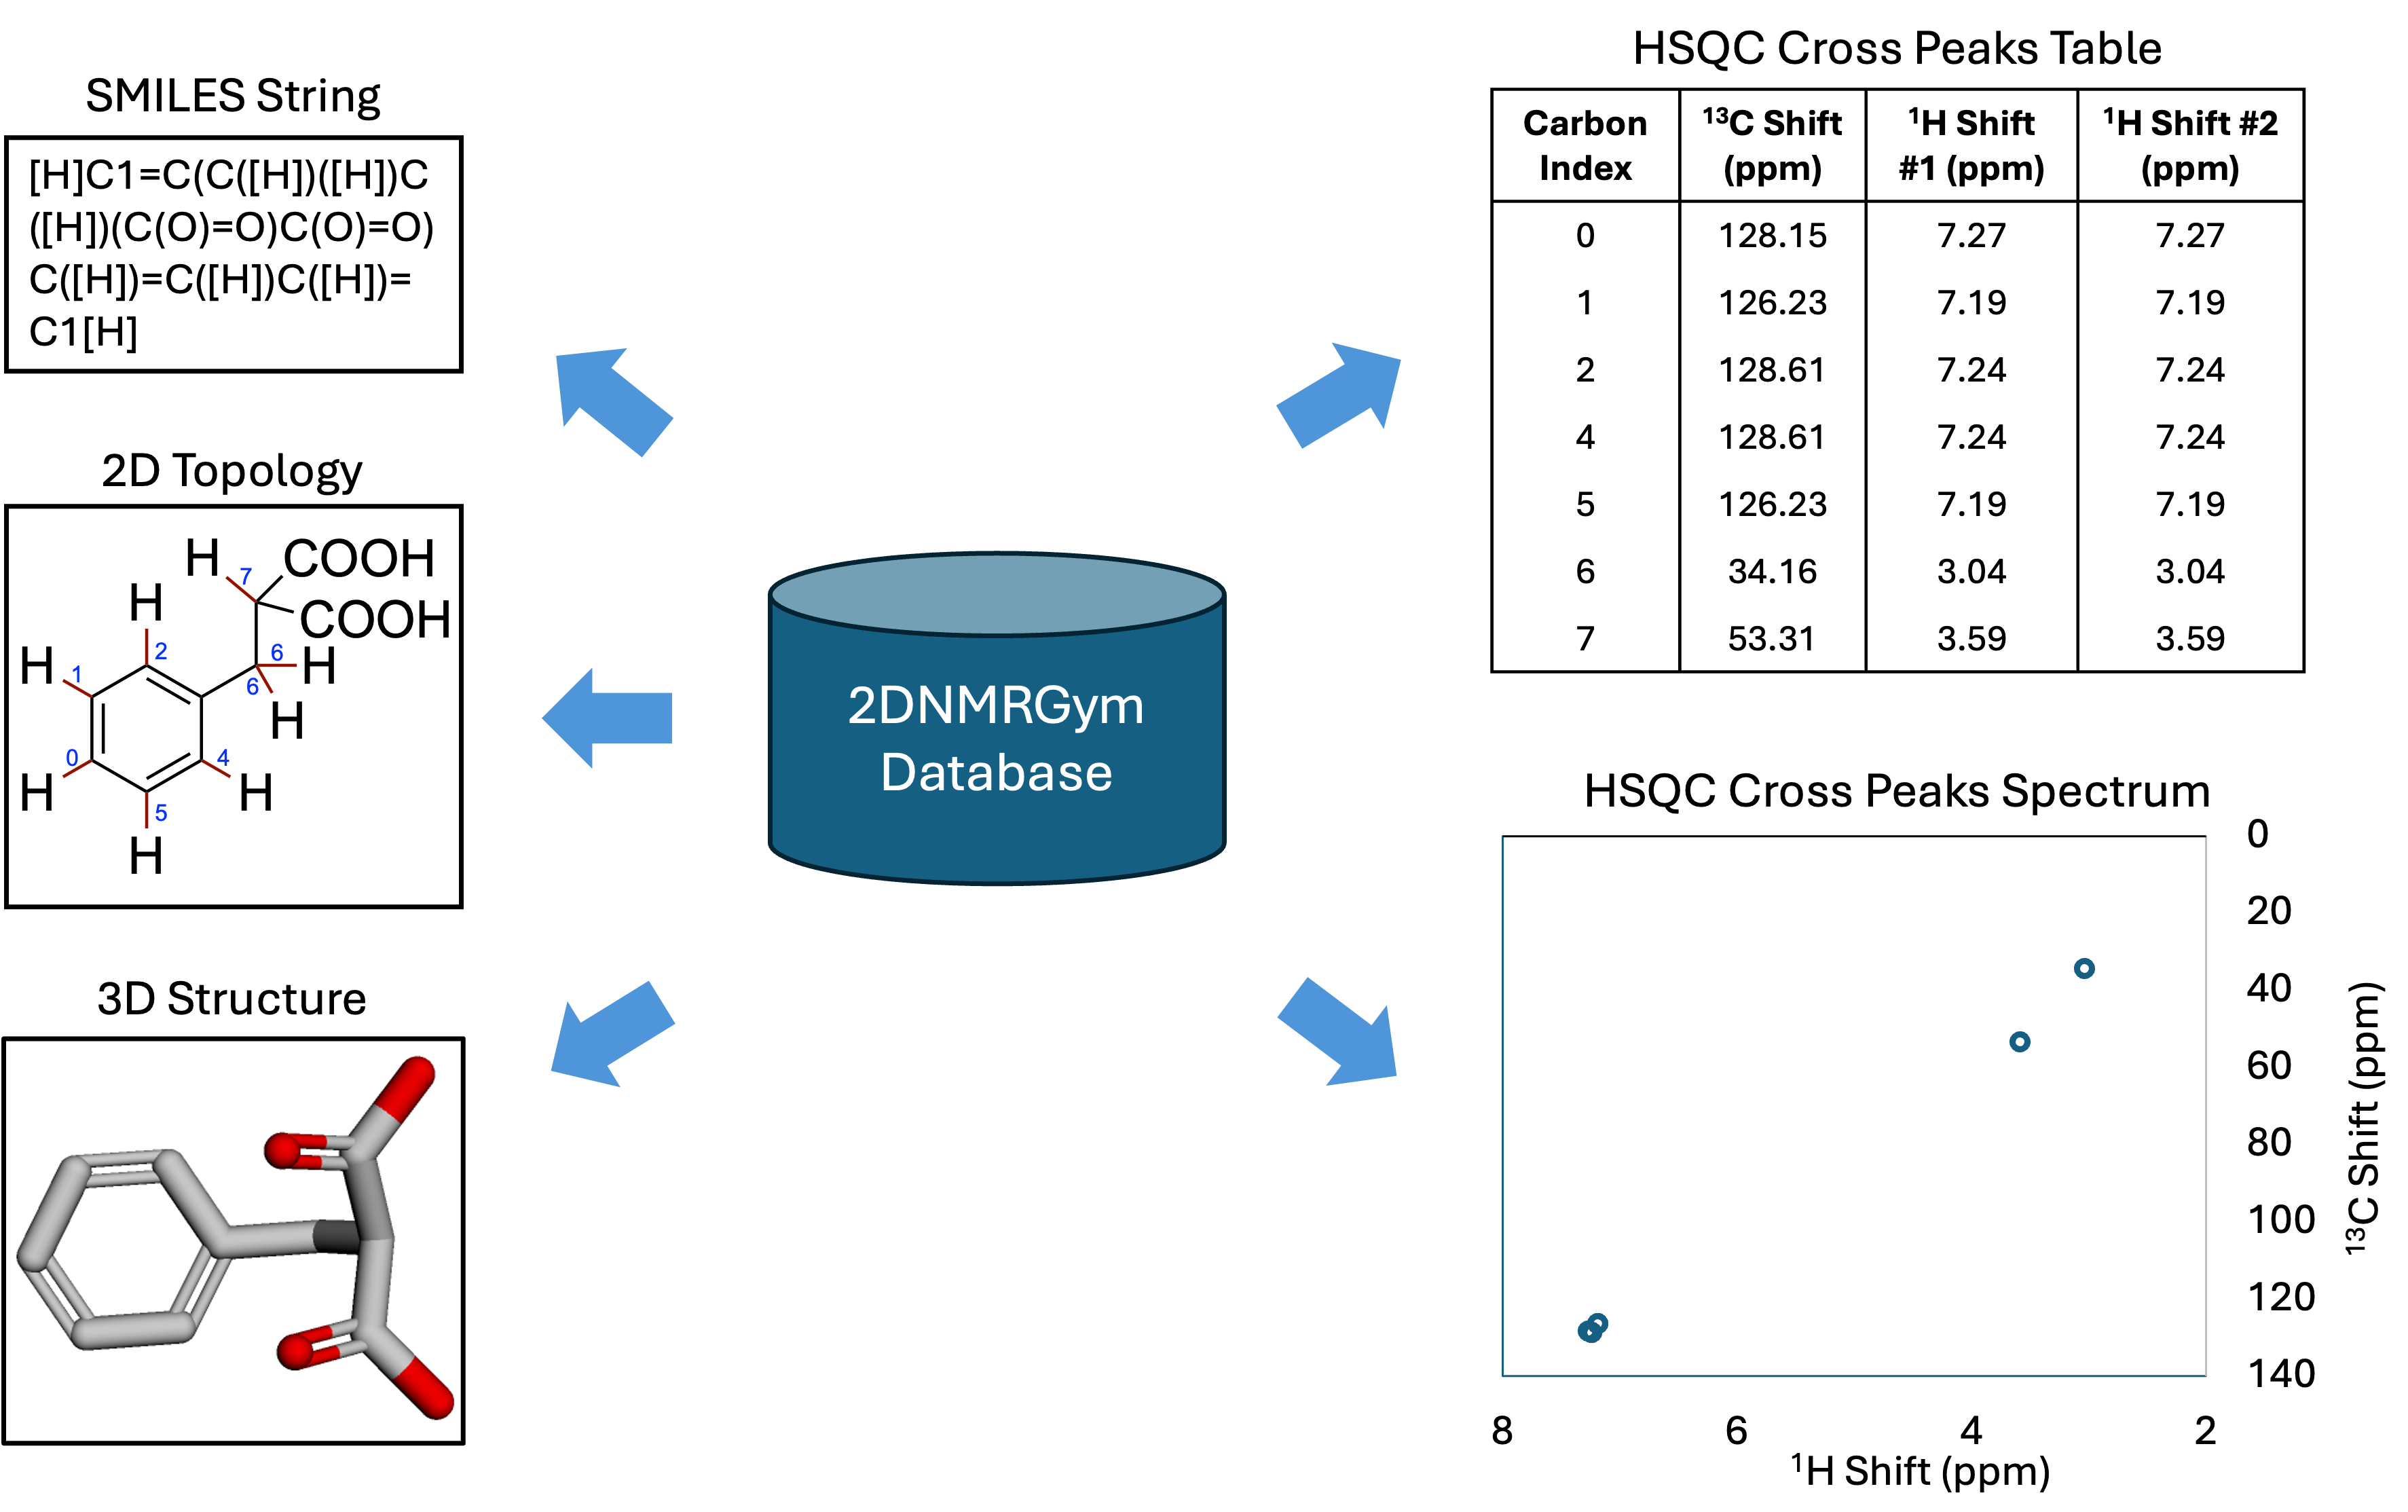 SMILES String
[H]C1=C(C([H])([H])C
([H])(C(O)=O)C(O)=O)
C([H])=C([H])C([H])=
C1[H]
2D Topology
H 7 COOH
H COOH
H 1 2 6 H
6 H
0 4
H 5 H
H
3D Structure
2DNMRGym
Database
HSQC Cross Peaks Table
Carbon Index ¹³C Shift (ppm) ¹H Shift #1 (ppm) ¹H Shift #2 (ppm)
0 128.15 7.27 7.27
1 126.23 7.19 7.19
2 128.61 7.24 7.24
4 128.61 7.24 7.24
5 126.23 7.19 7.19
6 34.16 3.04 3.04
7 53.31 3.59 3.59
HSQC Cross Peaks Spectrum
0
20
40
60
80
100
120
140
¹³C Shift (ppm)
8 6 4 2
¹H Shift (ppm)